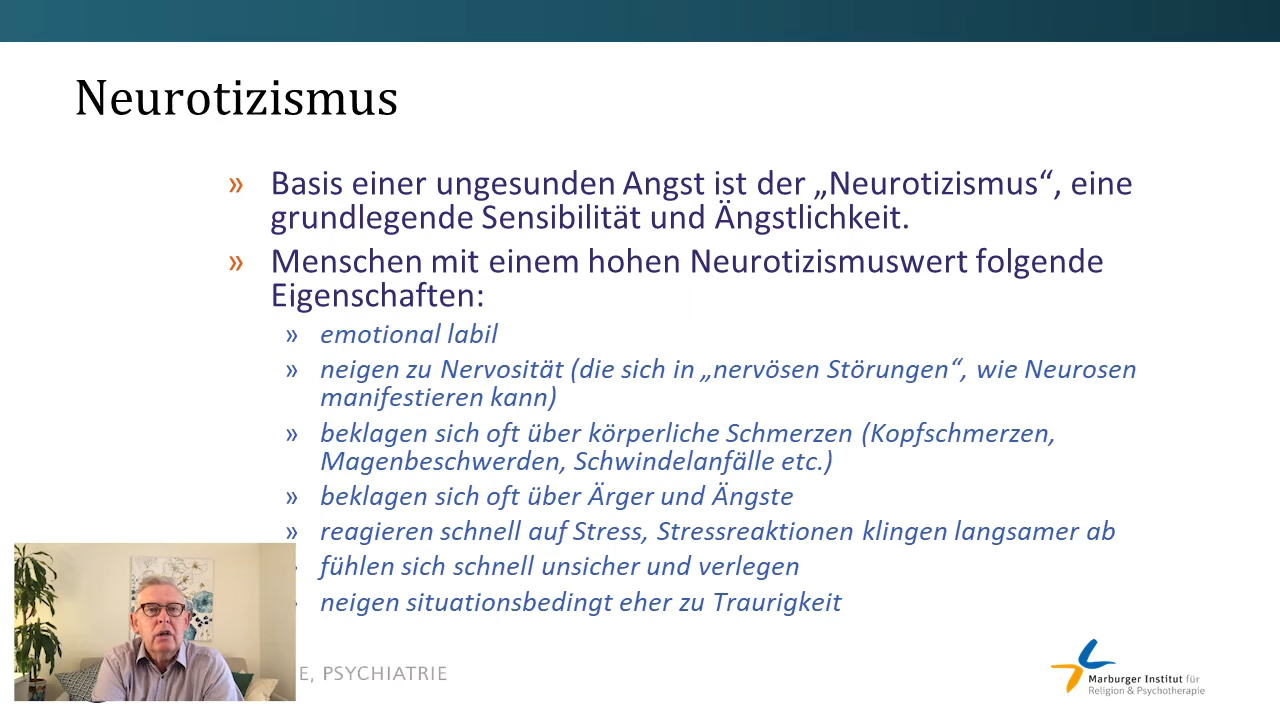 Neurotizismus
» Basis einer ungesunden Angst ist der „Neurotizismus“, eine
grundlegende Sensibilität und Ängstlichkeit.
» Menschen mit einem hohen Neurotizismuswert folgende
Eigenschaften:
» emotional labil
» neigen zu Nervosität (die sich in „nervösen Störungen“, wie Neurosen
manifestieren kann)
» beklagen sich oft über körperliche Schmerzen (Kopfschmerzen,
Magenbeschwerden, Schwindelanfälle etc.)
» beklagen sich oft über Ärger und Ängste
» reagieren schnell auf Stress, Stressreaktionen klingen langsamer ab
fühlen sich schnell unsicher und verlegen
neigen situationsbedingt eher zu Traurigkeit
E, PSYCHIATRIE
Marburger Institut für
Religion & Psychotherapie